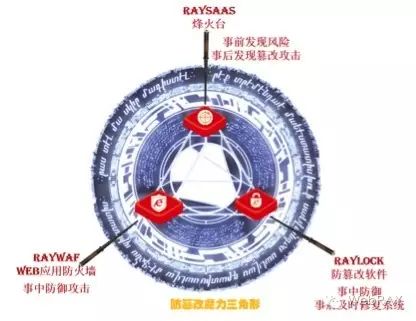 RAYSAAS
烽火台
事前发现风险
事后发现篡改攻击
RAYWAF
WEB应用防火墙
事中防御攻击
RAYLOCK
防篡改软件
事中防御
事后及时修复系统
防篡改魔力三角形
WebRAY